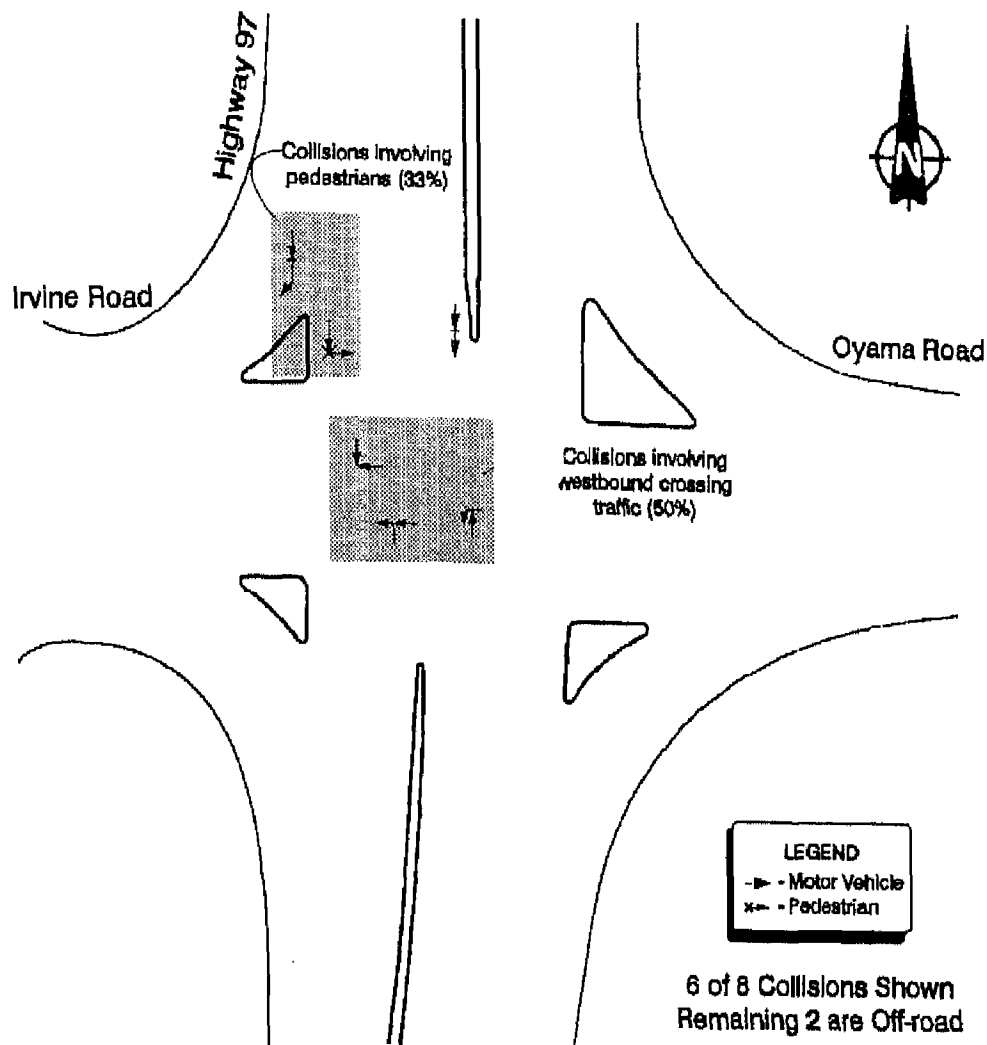 Highway 97
Collisions involving
pedestrians (33%)
N
Irvine Road
Oyama Road
Collisions involving
westbound crossing
traffic (50%)
LEGEND
- Motor Vehicle
- Pedestrian
6 of 8 Collisions Shown
Remaining 2 are Off-road